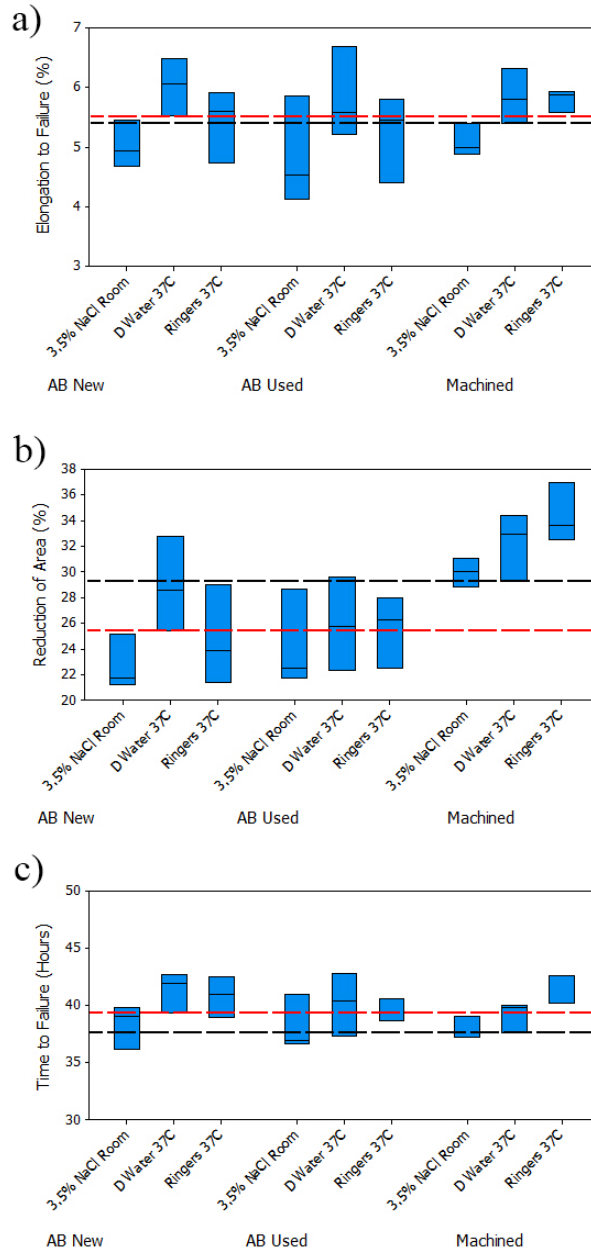 a)
Elongation to Failure (%)
7
6
5
4
3
3,5% NaCl Room
D Water 37C
Ringers 37C
3,5% NaCl Room
D Water 37C
Ringers 37C
3,5% NaCl Room
D Water 37C
Ringers 37C
AB New AB Used Machined
b)
Reduction of Area (%)
38
36
34
32
30
28
26
24
22
20
3,5% NaCl Room
D Water 37C
Ringers 37C
3,5% NaCl Room
D Water 37C
Ringers 37C
3,5% NaCl Room
D Water 37C
Ringers 37C
AB New AB Used Machined
c)
Time to Failure (Hours)
50
45
40
35
30
3,5% NaCl Room
D Water 37C
Ringers 37C
3,5% NaCl Room
D Water 37C
Ringers 37C
3,5% NaCl Room
D Water 37C
Ringers 37C
AB New AB Used Machined